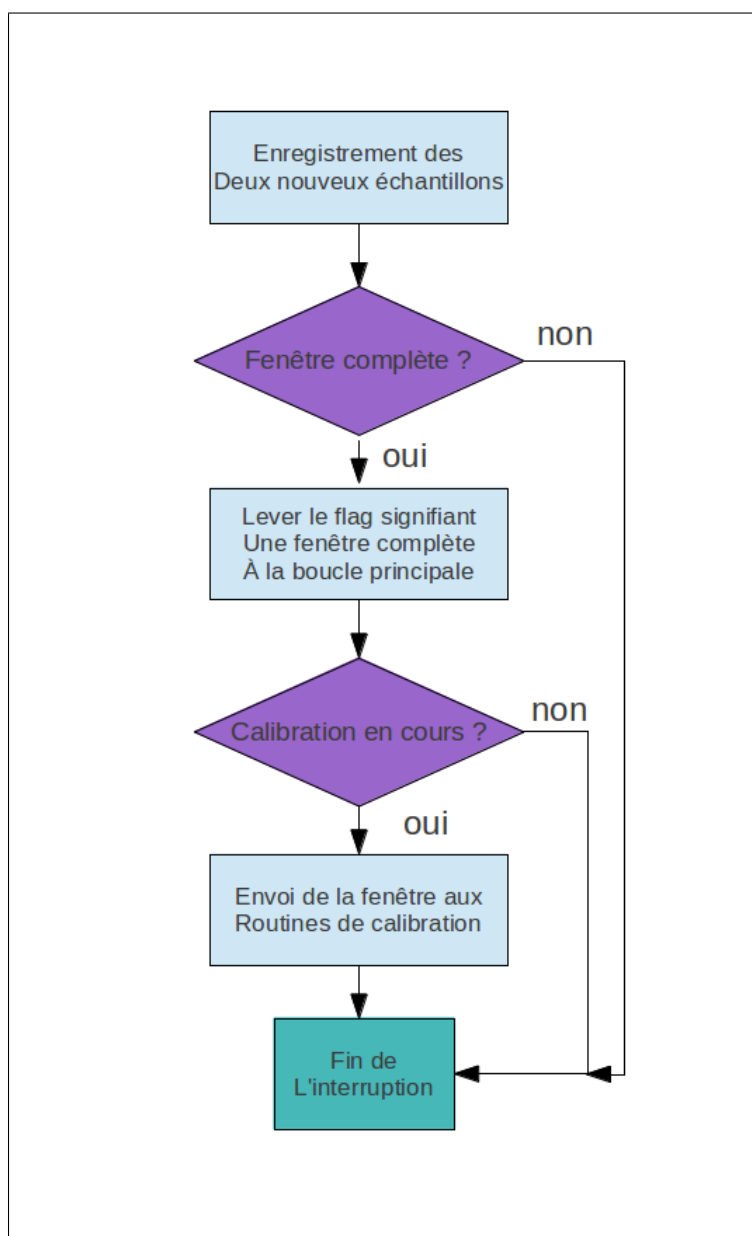 Enregistrement des
Deux nouveux échantillons
Fenêtre complète ?
non
oui
Lever le flag signifiant
Une fenêtre complète
À la boucle principale
Calibration en cours ?
non
oui
Envoi de la fenêtre aux
Routines de calibration
Fin de
L'interruption